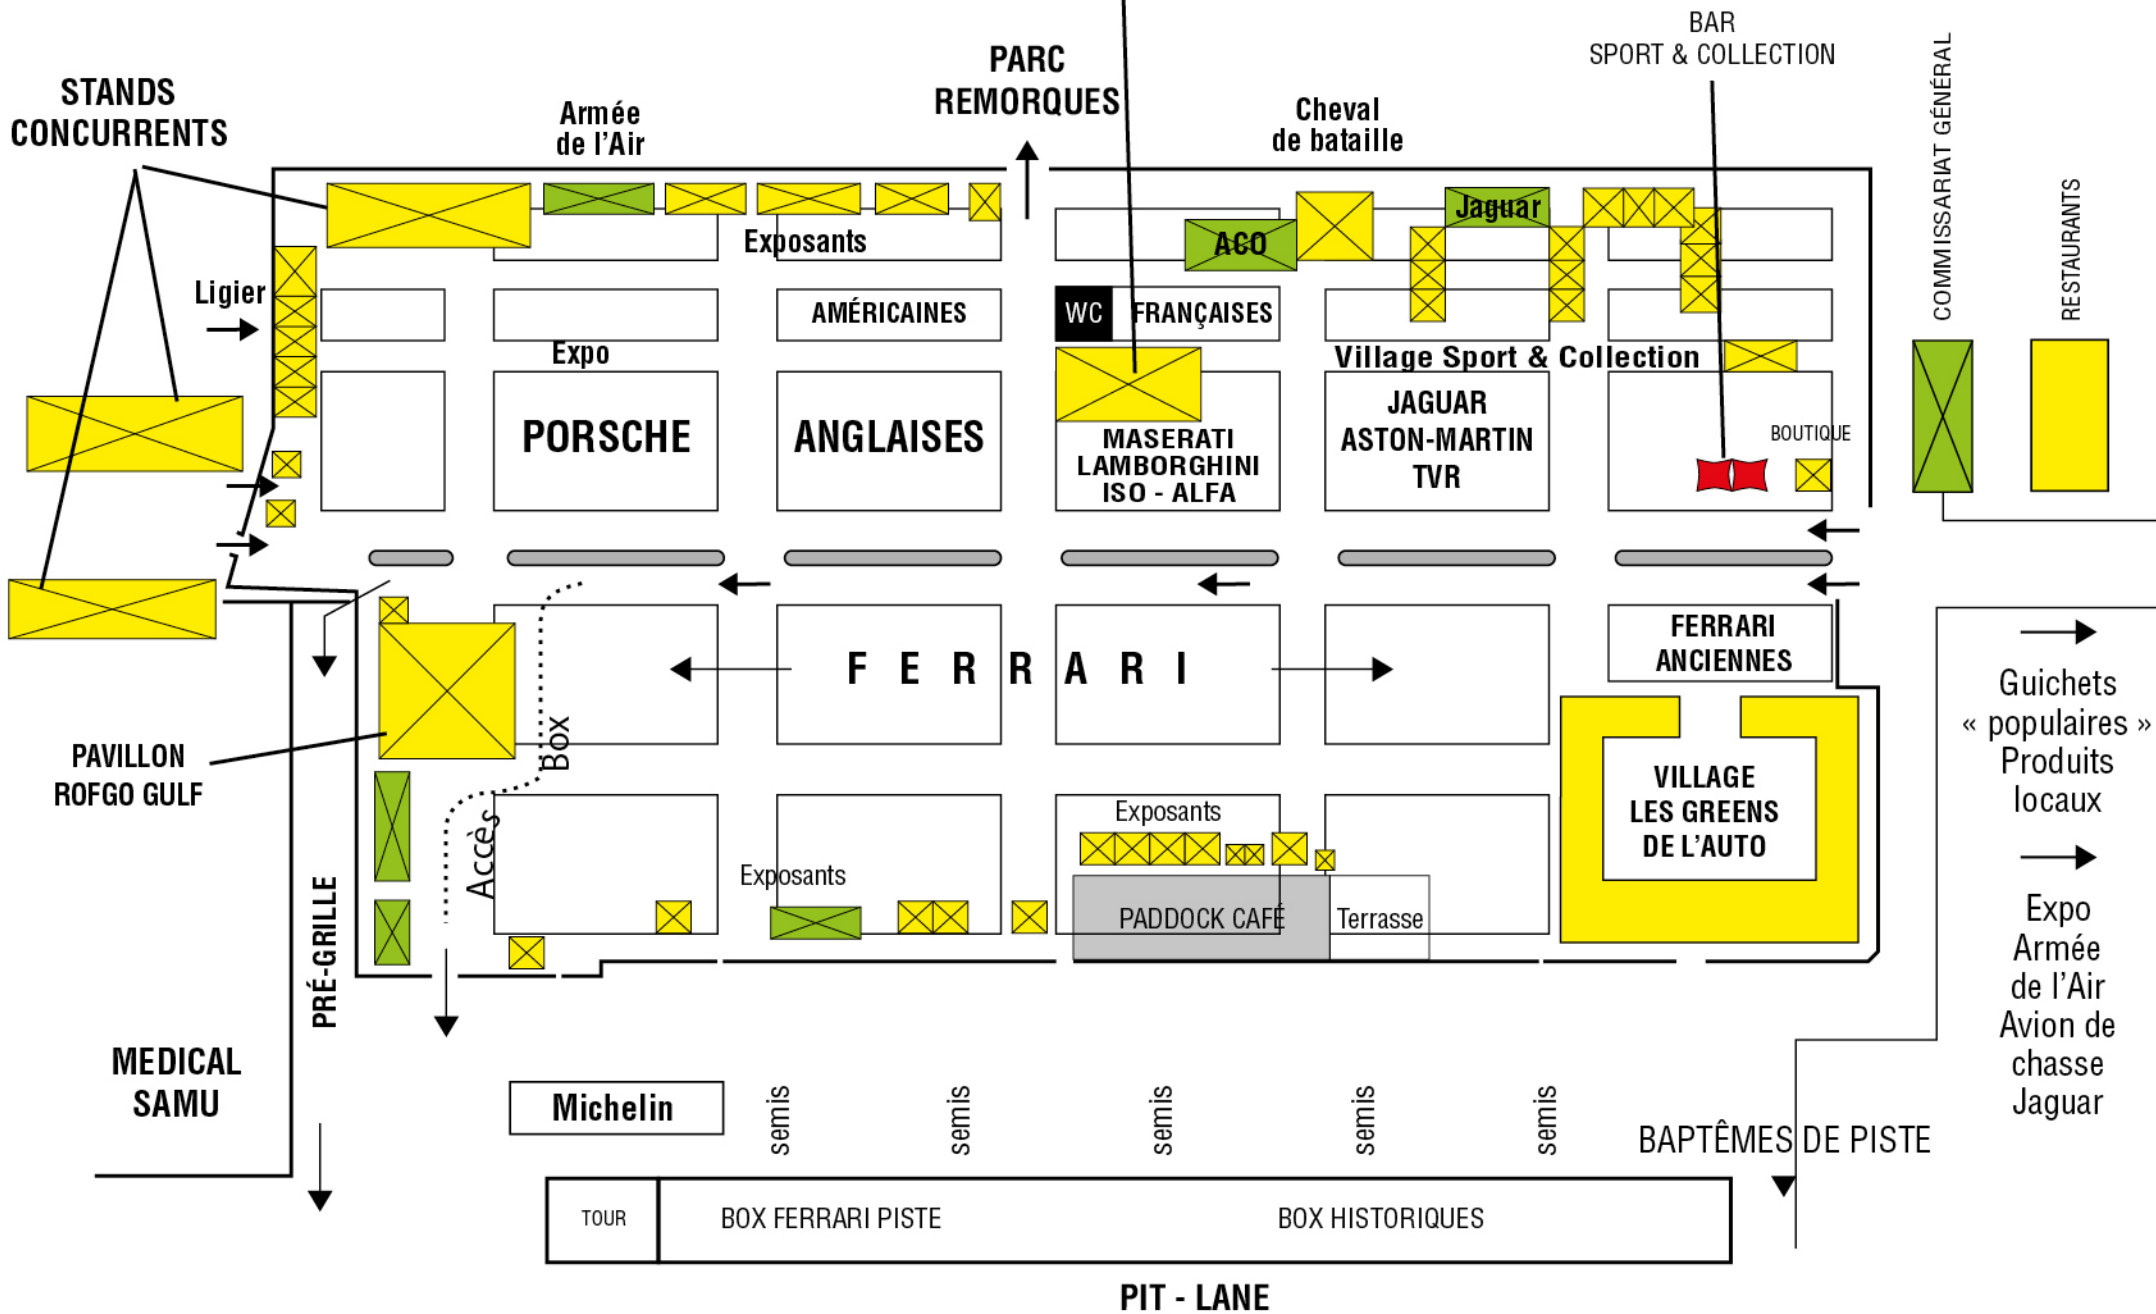 BAR
SPORT & COLLECTION
COMMISSARIAT GÉNÉRAL
RESTAURANTS
PARC
REMORQUES
STANDS
CONCURRENTS
Armée
de l'Air
Cheval
de bataille
Jaguar
ACO
Exposants
Ligier
AMÉRICAINES
WC
FRANÇAISES
Expo
Village Sport & Collection
PORSCHE
ANGLAISES
MASERATI
LAMBORGHINI
ISO - ALFA
JAGUAR
ASTON-MARTIN
TVR
BOUTIQUE
FERRARI
FERRARI
ANCIENNES
Guichets
« populaires »
Produits
locaux
PAVILLON
ROFGO GULF
Box
Accès
VILLAGE
LES GREENS
DE L'AUTO
Exposants
Exposants
PADDOCK CAFÉ
Terrasse
Expo
Armée
de l'Air
Avion de
chasse
Jaguar
PRÉ-GRILLE
MEDICAL
SAMU
Michelin
semis
semis
semis
semis
semis
BAPTÊMES DE PISTE
TOUR
BOX FERRARI PISTE
BOX HISTORIQUES
PIT - LANE